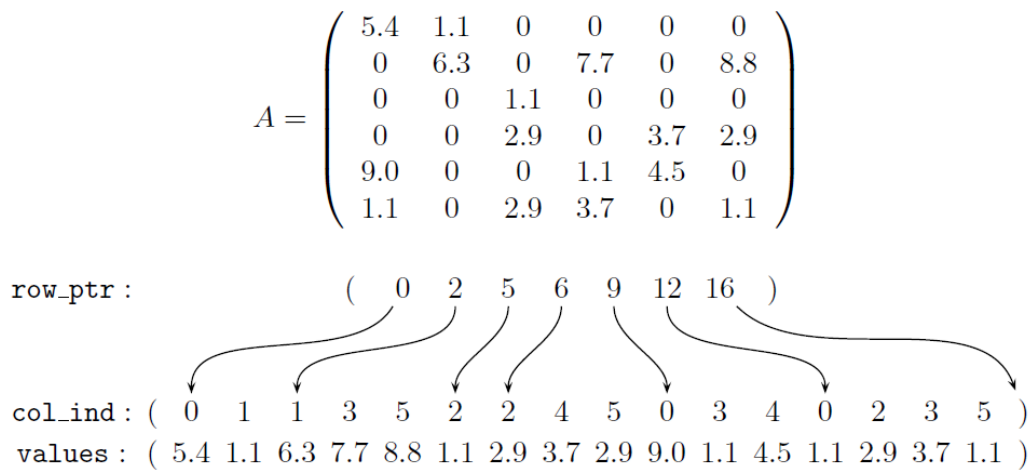 5.4 1.1 0 0 0 0
0 6.3 0 7.7 0 8.8
0 0 1.1 0 0 0
A =
0 0 2.9 0 3.7 2.9
9.0 0 0 1.1 4.5 0
1.1 0 2.9 3.7 0 1.1
row_ptr : ( 0 2 5 6 9 12 16 )
col_ind : ( 0 1 1 3 5 2 2 4 5 0 3 4 0 2 3 5 )
values : ( 5.4 1.1 6.3 7.7 8.8 1.1 2.9 3.7 2.9 9.0 1.1 4.5 1.1 2.9 3.7 1.1 )